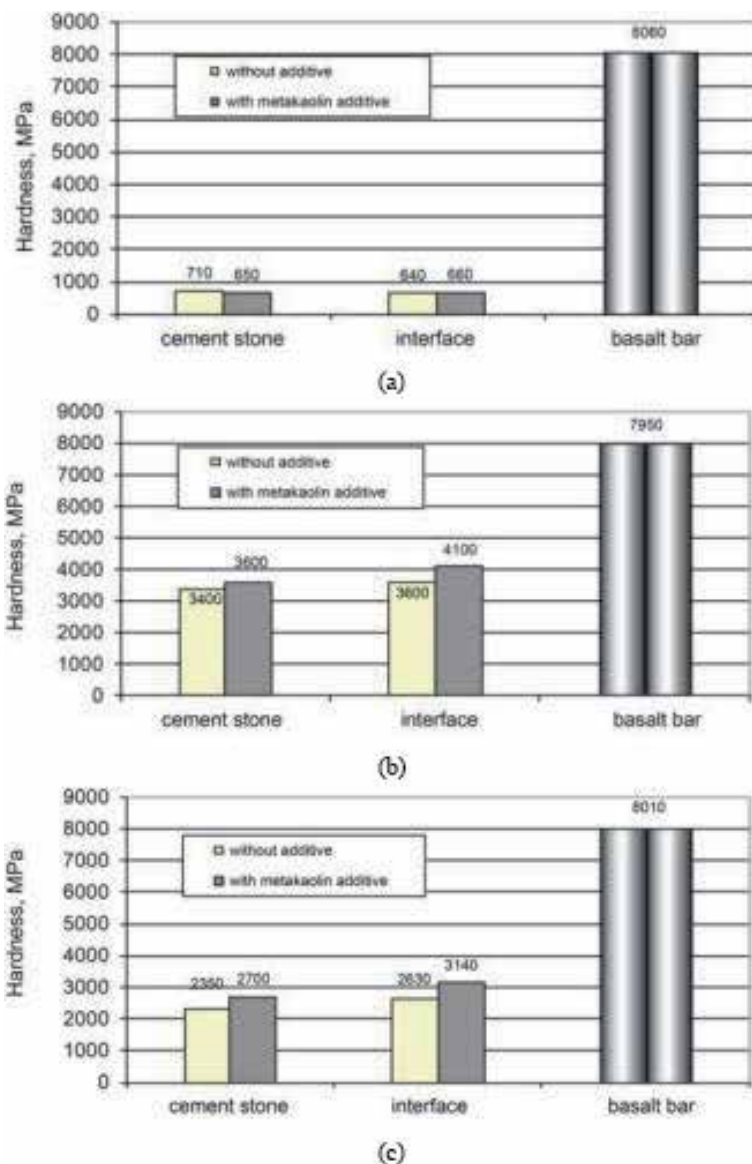 9000
8000
7000
6000
5000
4000
3000
2000
1000
0
Hardness, MPa
without additive
with metakaolin additive
710
650
640
660
8060
cement stone
interface
basalt bar
(a)
9000
8000
7000
6000
5000
4000
3000
2000
1000
0
Hardness, MPa
without additive
with metakaolin additive
3400
3600
3600
4100
7950
cement stone
interface
basalt bar
(b)
9000
8000
7000
6000
5000
4000
3000
2000
1000
0
Hardness, MPa
without additive
with metakaolin additive
2350
2700
2630
3140
8010
cement stone
interface
basalt bar
(c)